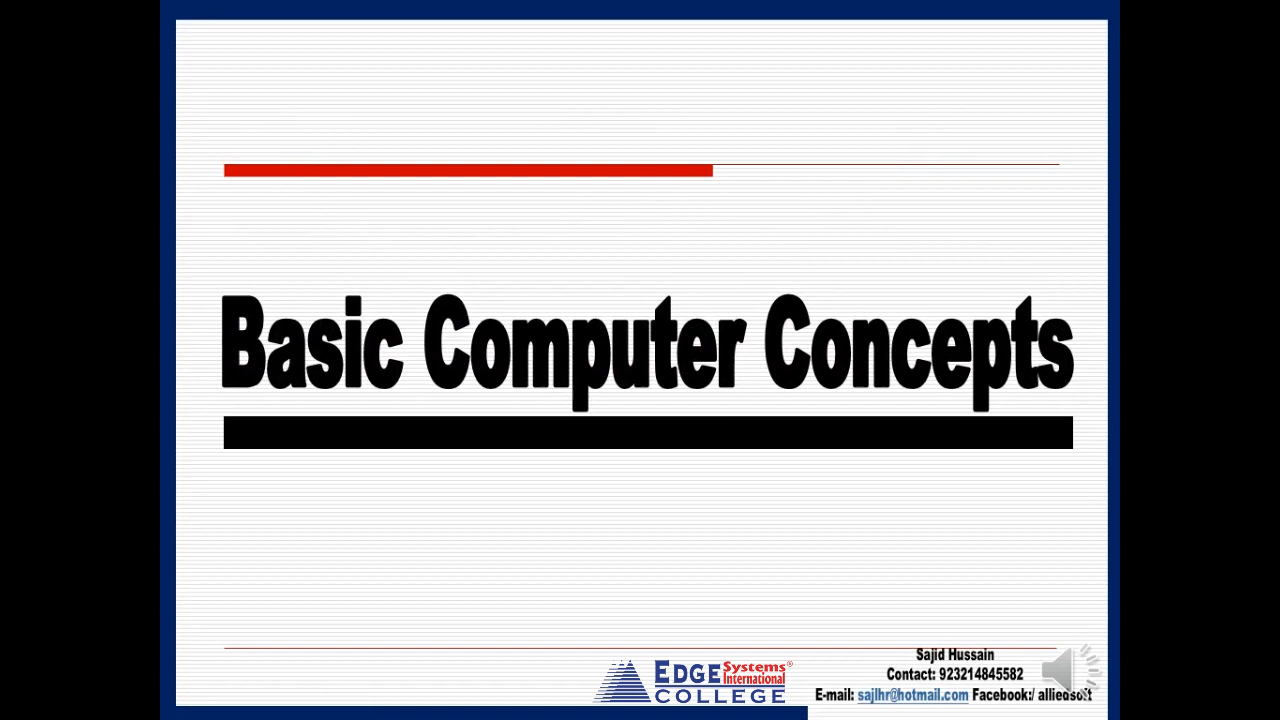 Basic Computer Concepts
EDGE Systems International®
COLLEGE
Sajid Hussain
Contact: 923214845582
E-mail: sajlhr@hotmail.com Facebook:/ alliedsoft